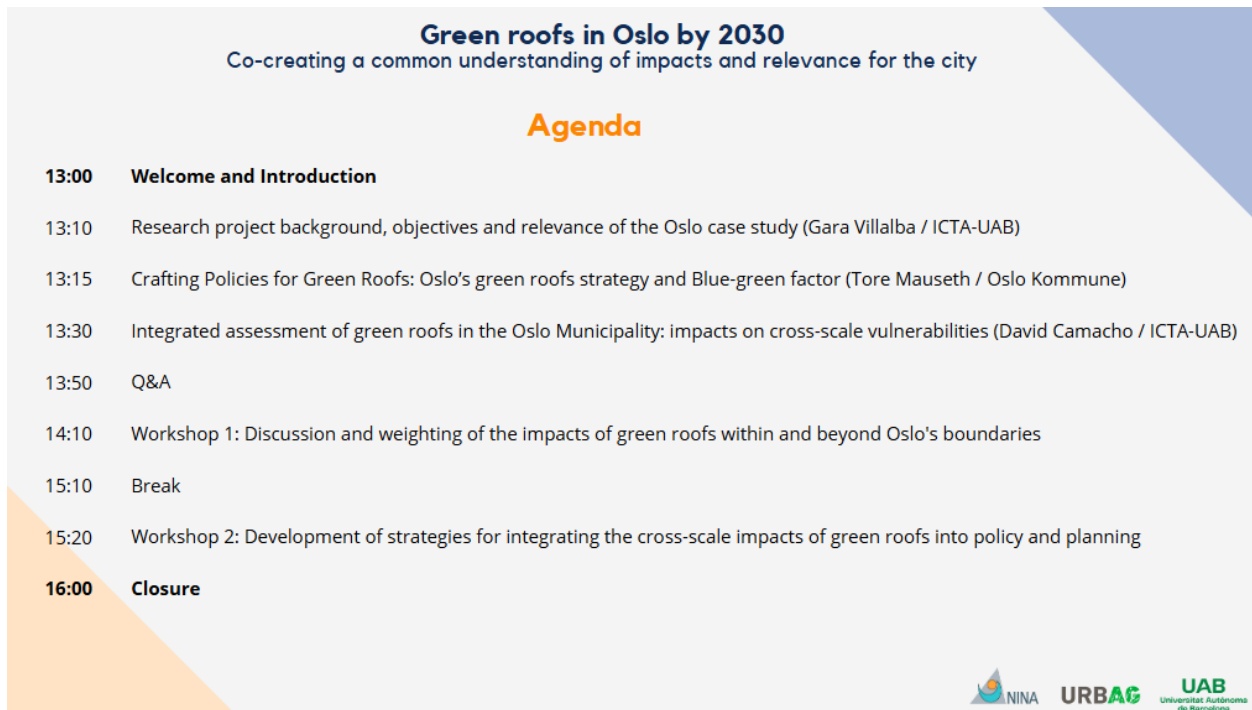 Green roofs in Oslo by 2030
Co-creating a common understanding of impacts and relevance for the city
Agenda
13:00 Welcome and Introduction
13:10 Research project background, objectives and relevance of the Oslo case study (Gara Villalba / ICTA-UAB)
13:15 Crafting Policies for Green Roofs: Oslo’s green roofs strategy and Blue-green factor (Tore Mauseth / Oslo Kommune)
13:30 Integrated assessment of green roofs in the Oslo Municipality: impacts on cross-scale vulnerabilities (David Camacho / ICTA-UAB)
13:50 Q&A
14:10 Workshop 1: Discussion and weighting of the impacts of green roofs within and beyond Oslo's boundaries
15:10 Break
15:20 Workshop 2: Development of strategies for integrating the cross-scale impacts of green roofs into policy and planning
16:00 Closure
NINA
URBAG
UAB
Universitat Autònoma
de Barcelona